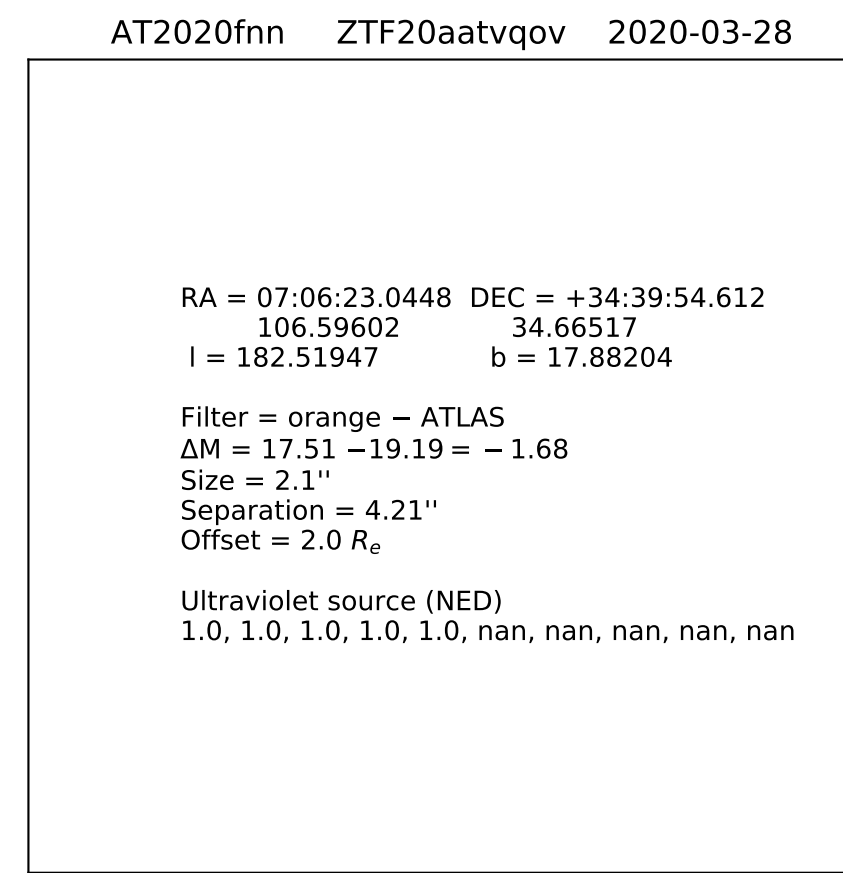 AT2020fnn ZTF20aatvqov 2020-03-28
RA = 07:06:23.0448 DEC = +34:39:54.612
106.59602 34.66517
l = 182.51947 b = 17.88204
Filter = orange − ATLAS
ΔM = 17.51 −19.19 = − 1.68
Size = 2.1''
Separation = 4.21''
Offset = 2.0 Rₑ
Ultraviolet source (NED)
1.0, 1.0, 1.0, 1.0, 1.0, nan, nan, nan, nan, nan